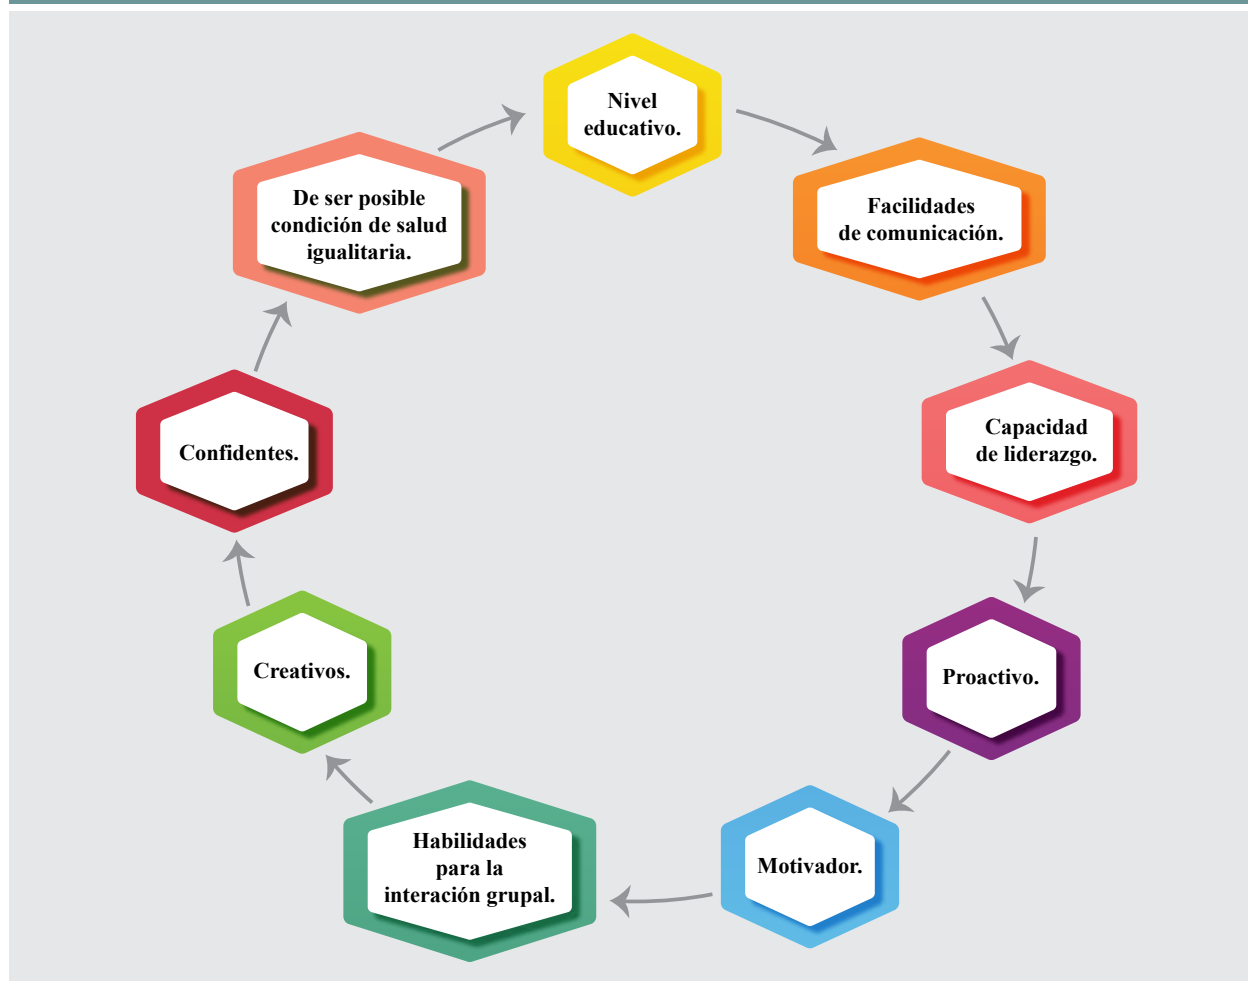 Nivel
educativo.
Facilidades
de comunicación.
Capacidad
de liderazgo.
Proactivo.
Motivador.
Habilidades
para la
interación grupal.
Creativos.
Confidentes.
De ser posible
condición de salud
igualitaria.